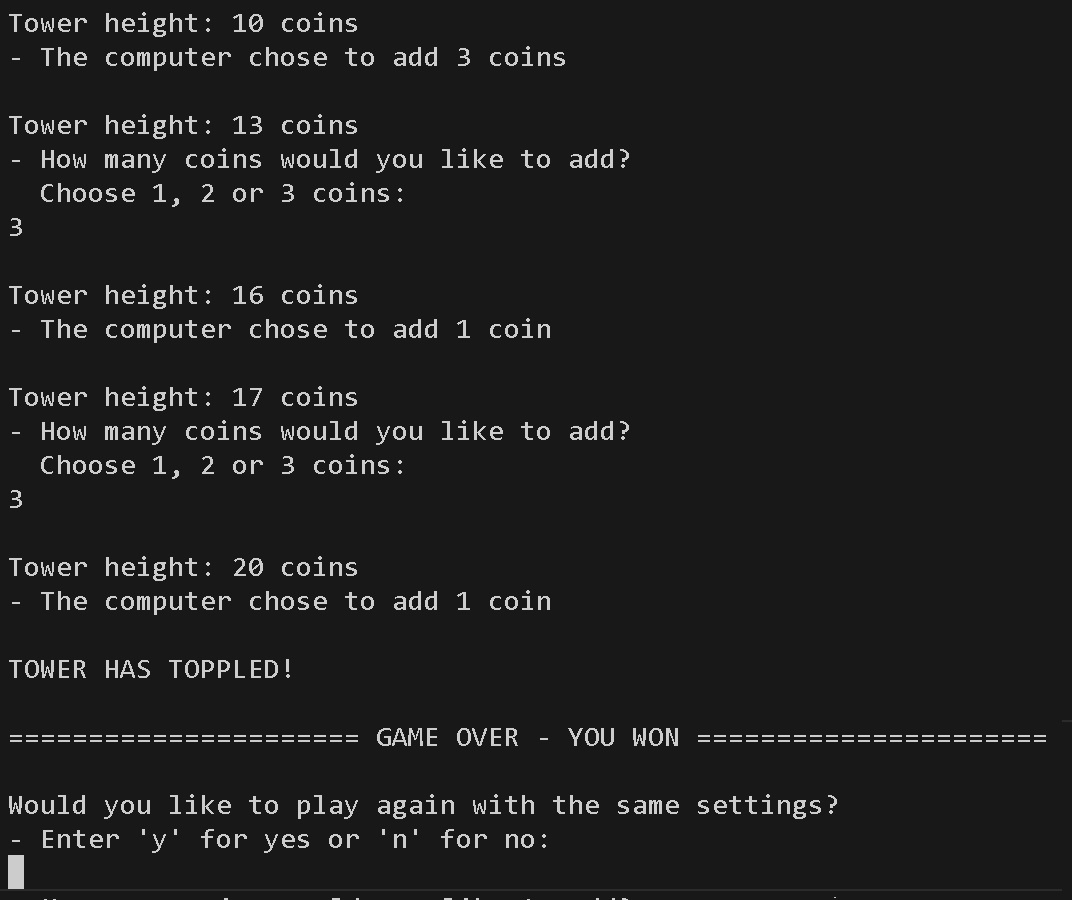 Tower height: 10 coins
- The computer chose to add 3 coins
Tower height: 13 coins
- How many coins would you like to add?
Choose 1, 2 or 3 coins:
3
Tower height: 16 coins
- The computer chose to add 1 coin
Tower height: 17 coins
- How many coins would you like to add?
Choose 1, 2 or 3 coins:
3
Tower height: 20 coins
- The computer chose to add 1 coin
TOWER HAS TOPPLED!
====================== GAME OVER - YOU WON ======================
Would you like to play again with the same settings?
- Enter 'y' for yes or 'n' for no: